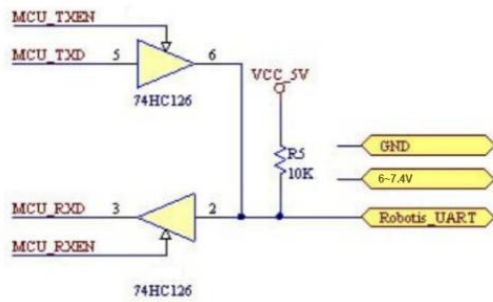 MCU_TXEN
MCU_TXD 5 6
74HC126
VCC_5V
R5
10K
GND
6~7.4V
MCU_RXD 3 2
Robotis_UART
MCU_RXEN
74HC126